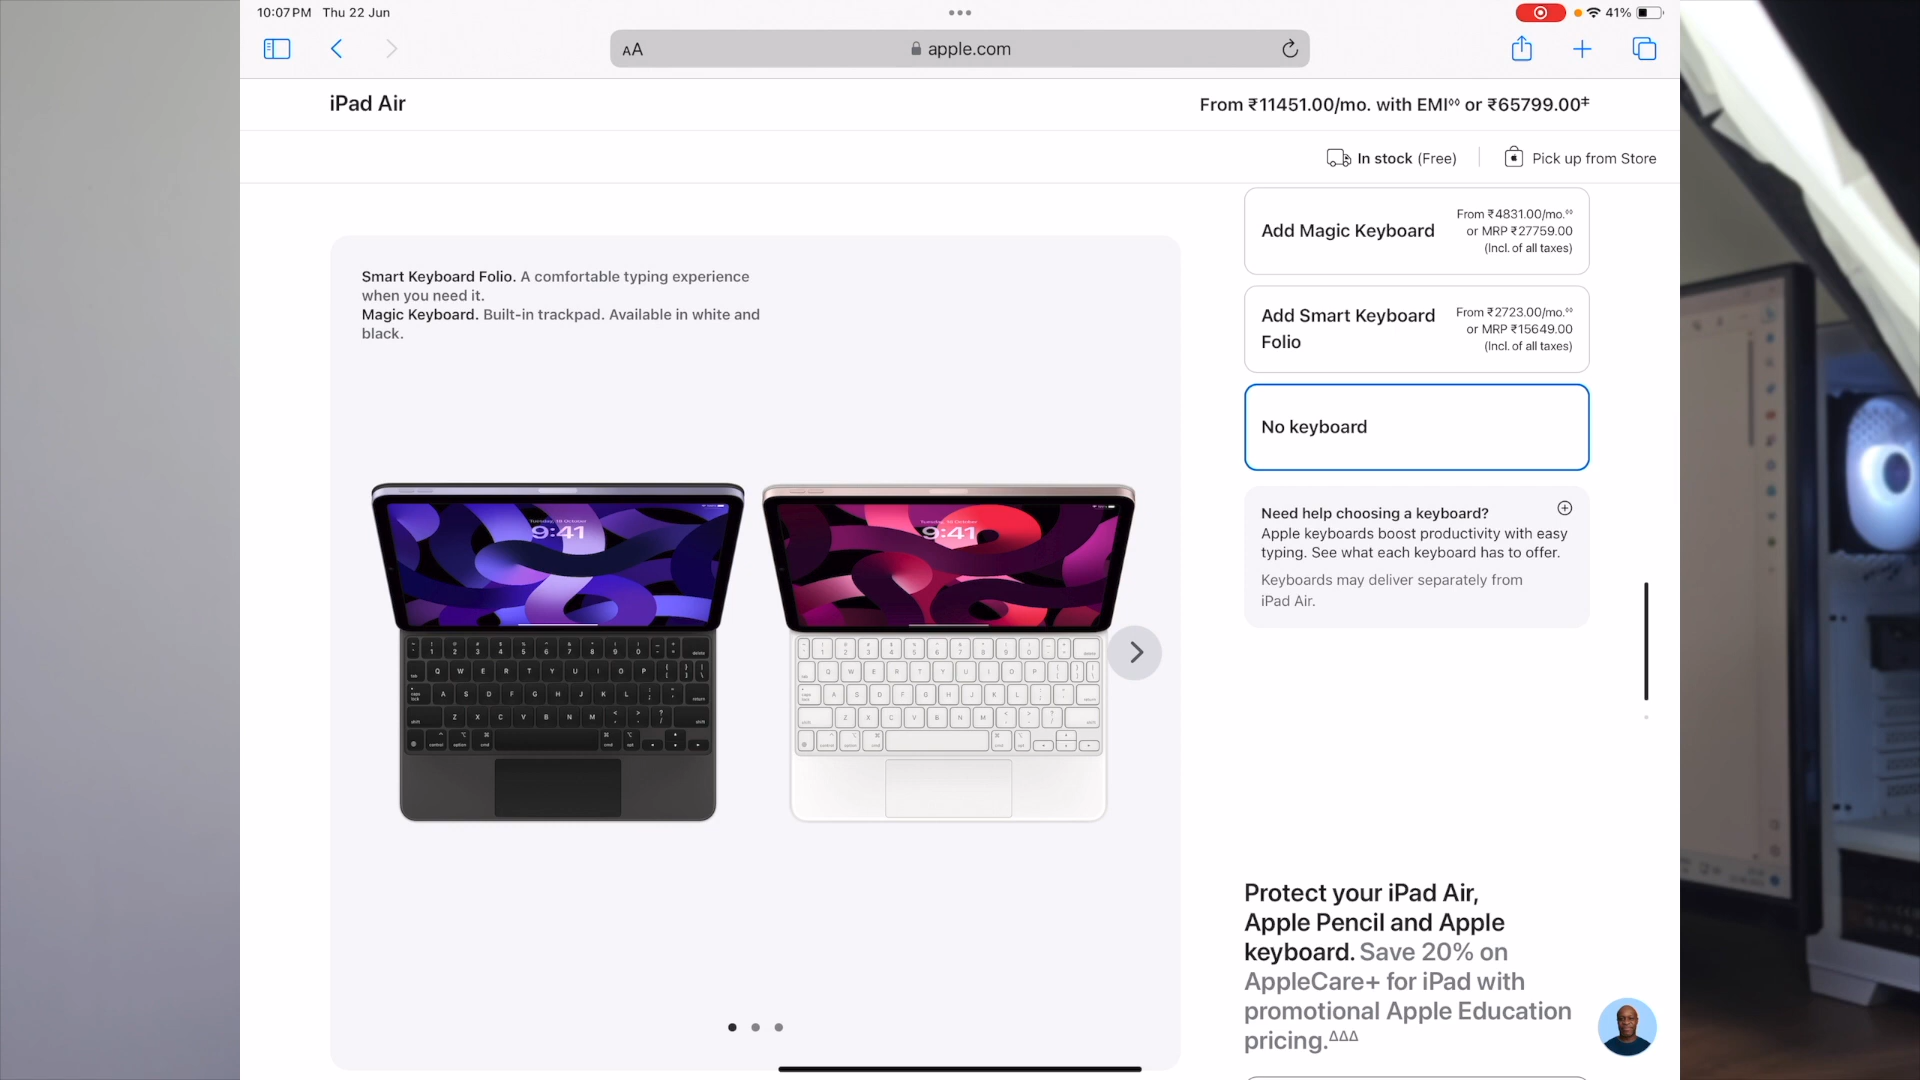 10:07 PM Thu 22 Jun
41%
AA
apple.com
iPad Air
From ₹11451.00/mo. with EMI◊◊ or ₹65799.00‡
In stock (Free)
Pick up from Store
Smart Keyboard Folio. A comfortable typing experience
when you need it.
Magic Keyboard. Built-in trackpad. Available in white and
black.
Tuesday, 18 October
9:41
Tuesday, 18 October
9:41
Add Magic Keyboard
From ₹4831.00/mo.◊◊
or MRP ₹27759.00
(Incl. of all taxes)
Add Smart Keyboard
Folio
From ₹2723.00/mo.◊◊
or MRP ₹15649.00
(Incl. of all taxes)
No keyboard
Need help choosing a keyboard?
Apple keyboards boost productivity with easy
typing. See what each keyboard has to offer.
Keyboards may deliver separately from
iPad Air.
Protect your iPad Air,
Apple Pencil and Apple
keyboard. Save 20% on
AppleCare+ for iPad with
promotional Apple Education
pricing.ΔΔΔ